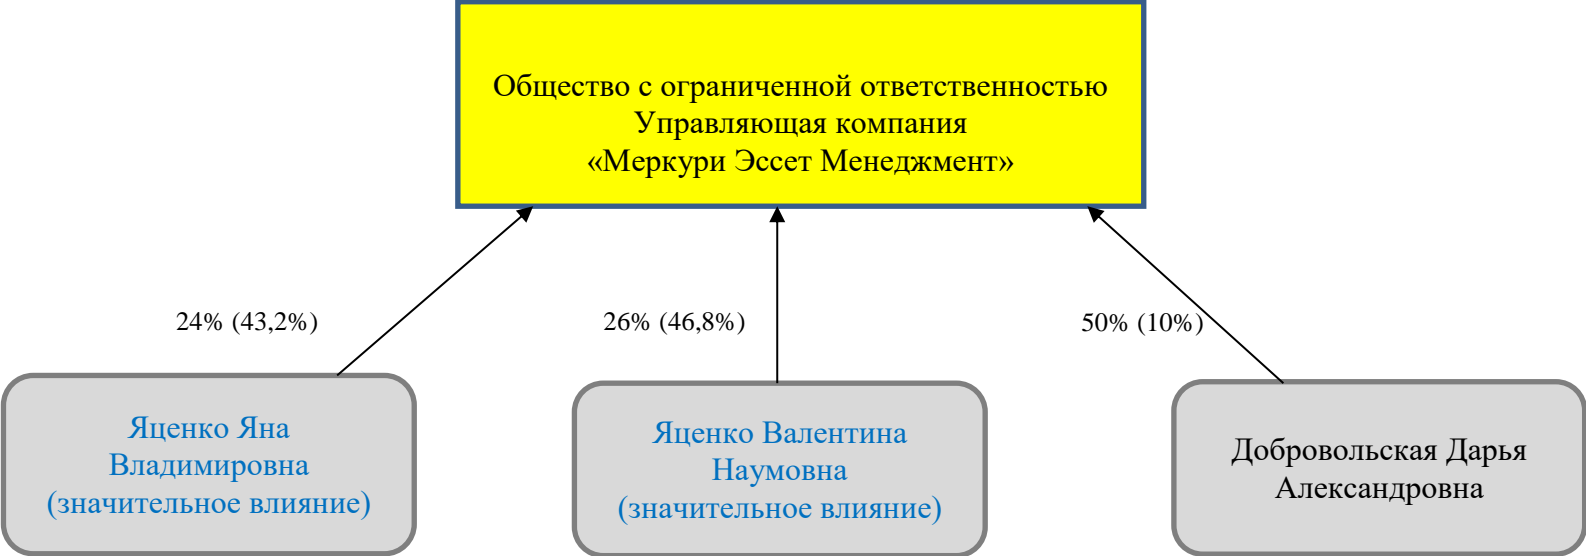 Общество с ограниченной ответственностью
Управляющая компания
«Меркури Эссет Менеджмент»
24% (43,2%)
26% (46,8%)
50% (10%)
Яценко Яна
Владимировна
(значительное влияние)
Яценко Валентина
Наумовна
(значительное влияние)
Добровольская Дарья
Александровна